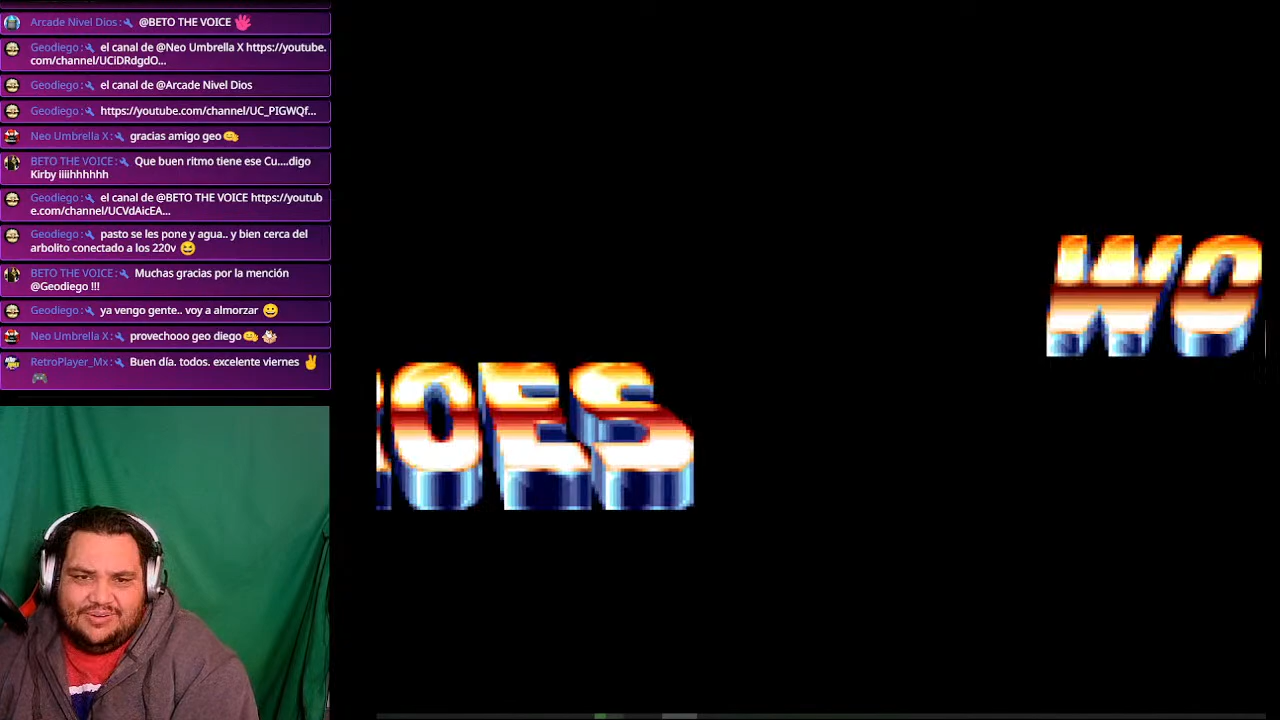 Arcade Nivel Dios: @BETO THE VOICE 👋
Geodiego: el canal de @Neo Umbrella X https://youtube.
com/channel/UCiDRdgdO...
Geodiego: el canal de @Arcade Nivel Dios
Geodiego: https://youtube.com/channel/UC_PIGWQf...
Neo Umbrella X: gracias amigo geo
BETO THE VOICE: Que buen ritmo tiene ese Cu....digo
Kirby iiiihhhhhh
Geodiego: el canal de @BETO THE VOICE https://youtub
e.com/channel/UCVdAicEA...
Geodiego: pasto se les pone y agua.. y bien cerca del
arbolito conectado a los 220v 😆
BETO THE VOICE: Muchas gracias por la mención
@Geodiego !!!
Geodiego: ya vengo gente.. voy a almorzar 😀
Neo Umbrella X: provechooo geo diego
RetroPlayer_Mx: Buen día. todos. excelente viernes ✌
🎮
WO
OES